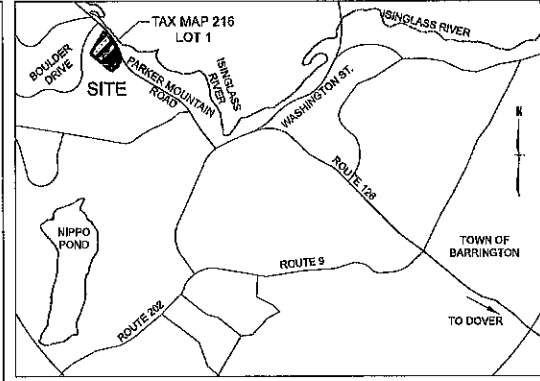 TAX MAP 216
LOT 1
ISINGLASS RIVER
BOULDER
DRIVE
SITE
PARKER MOUNTAIN
ROAD
ISINGLASS
RIVER
WASHINGTON ST.
N
ROUTE 126
NIPPO
POND
TOWN OF
BARRINGTON
ROUTE 9
ROUTE 202
TO DOVER